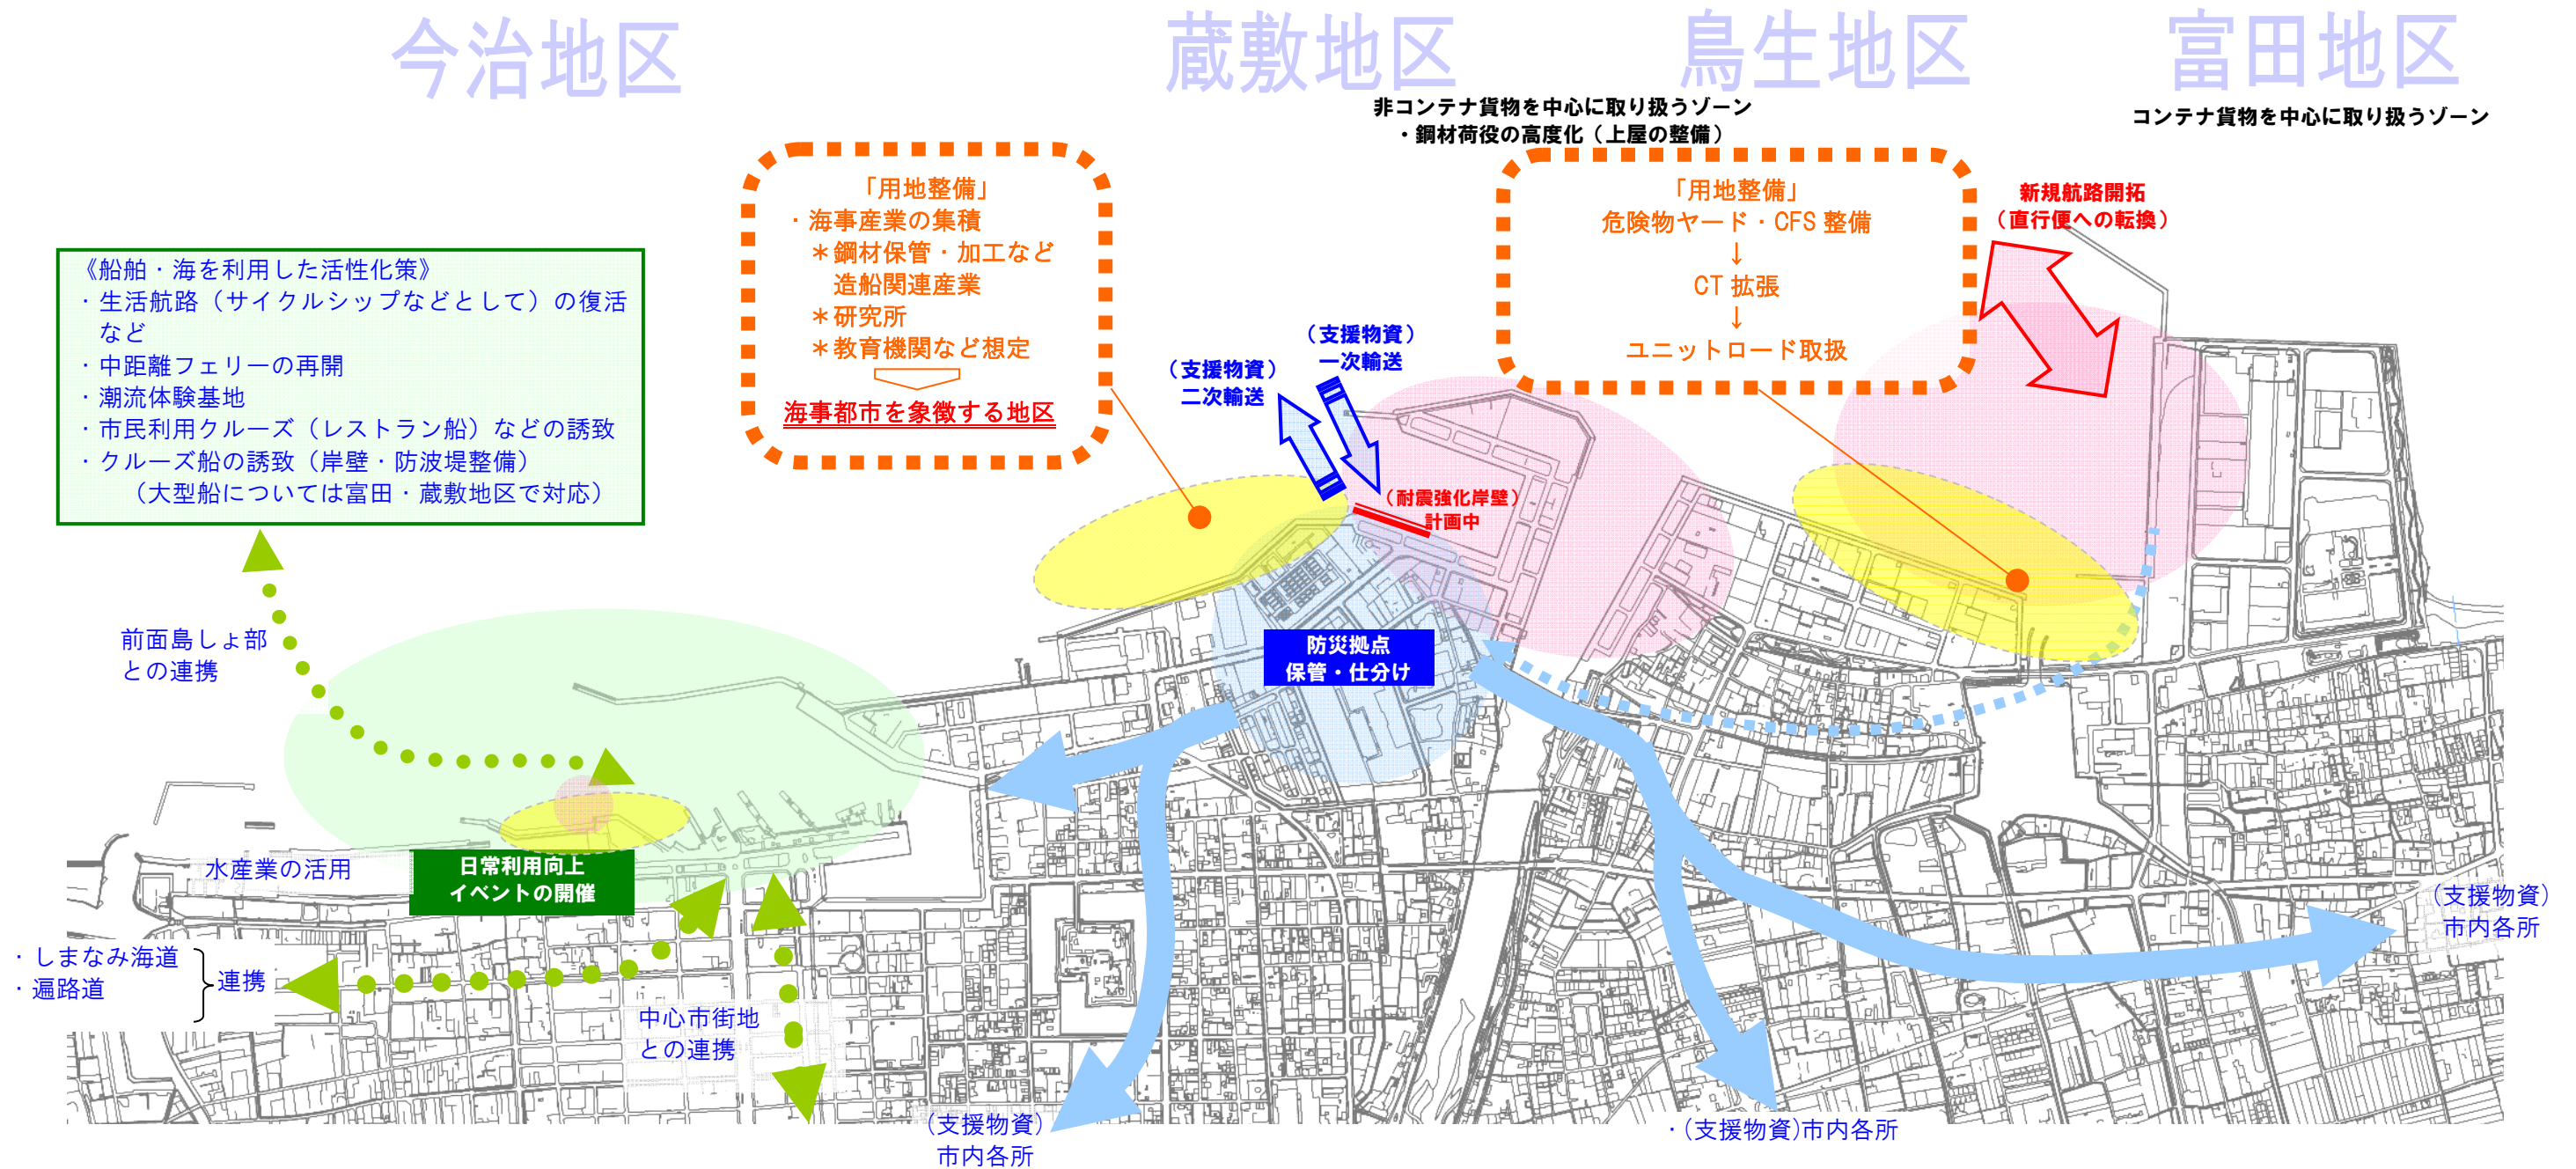 今治地区
蔵敷地区
鳥生地区
富田地区
非コンテナ貨物を中心に取り扱うゾーン
・鋼材荷役の高度化（上屋の整備）
コンテナ貨物を中心に取り扱うゾーン
「用地整備」
・海事産業の集積
＊鋼材保管・加工など
造船関連産業
＊研究所
＊教育機関など想定
海事都市を象徴する地区
「用地整備」
危険物ヤード・CFS 整備
↓
CT 拡張
↓
ユニットロード取扱
新規航路開拓
（直行便への転換）
《船舶・海を利用した活性化策》
・生活航路（サイクルシップなどとして）の復活
など
・中距離フェリーの再開
・潮流体験基地
・市民利用クルーズ（レストラン船）などの誘致
・クルーズ船の誘致（岸壁・防波堤整備）
（大型船については富田・蔵敷地区で対応）
（支援物資）
一次輸送
（支援物資）
二次輸送
（耐震強化岸壁）
計画中
前面島しょ部
との連携
防災拠点
保管・仕分け
水産業の活用
日常利用向上
イベントの開催
・しまなみ海道
・遍路道
連携
中心市街地
との連携
（支援物資）
市内各所
（支援物資）
市内各所
・（支援物資）市内各所